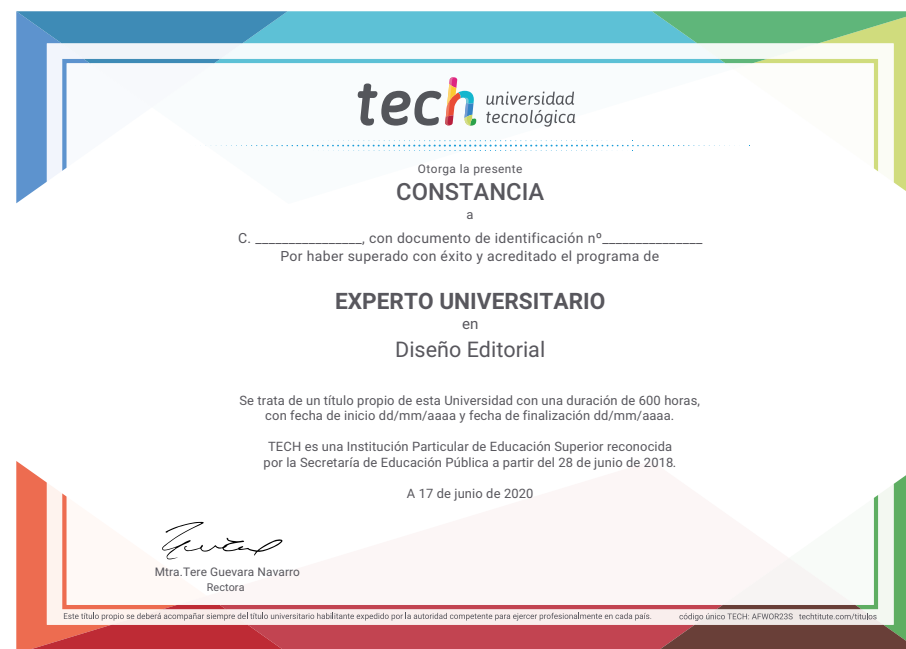 tech universidad
tecnológica
Otorga la presente
CONSTANCIA
a
C. ________________, con documento de identificación nº_______________
Por haber superado con éxito y acreditado el programa de
EXPERTO UNIVERSITARIO
en
Diseño Editorial
Se trata de un título propio de esta Universidad con una duración de 600 horas,
con fecha de inicio dd/mm/aaaa y fecha de finalización dd/mm/aaaa.
TECH es una Institución Particular de Educación Superior reconocida
por la Secretaría de Educación Pública a partir del 28 de junio de 2018.
A 17 de junio de 2020
Mtra.Tere Guevara Navarro
Rectora
Este título propio se deberá acompañar siempre del título universitario habilitante expedido por la autoridad competente para ejercer profesionalmente en cada país. código único TECH: AFWOR23S techtitute.com/titulos